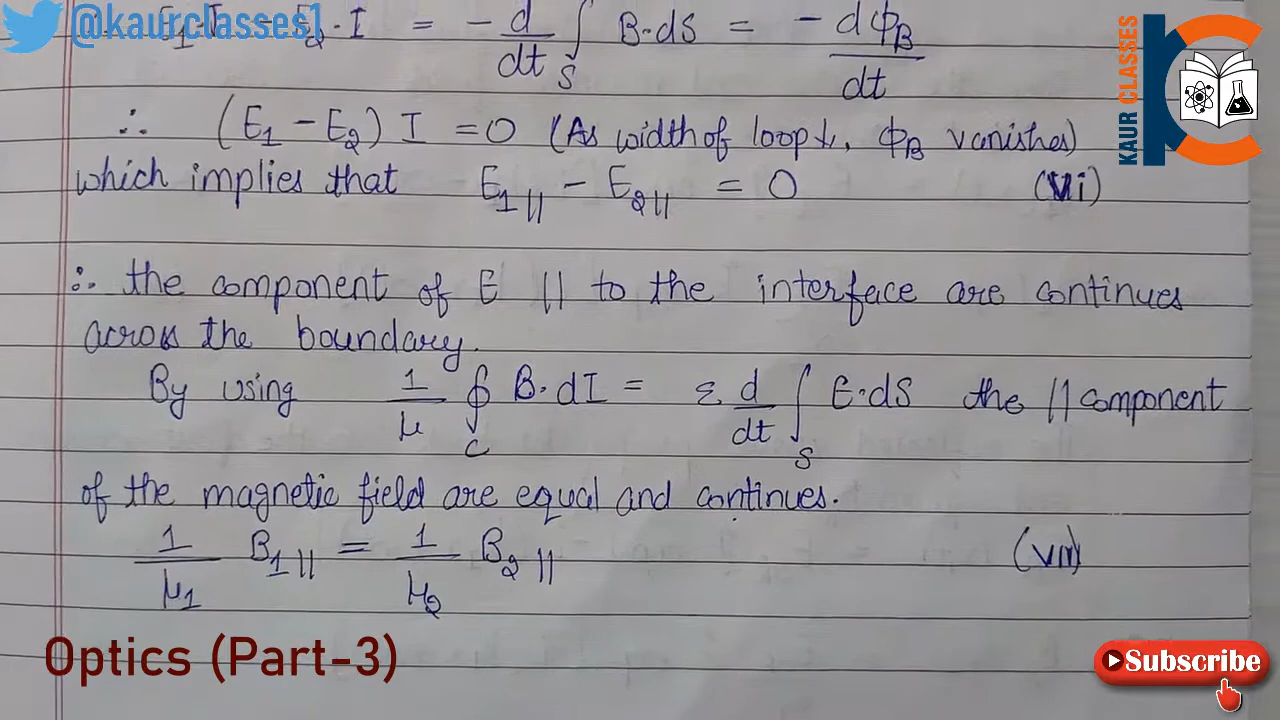 @kaurclasses1
E1·I - E2·I = - d/dt ∫S B·dS = - dϕB/dt
∴ (E1 - E2) I = 0 (As width of loop↓, ϕB vanishes)
which implies that E1|| - E2|| = 0 (vi)
∴ the component of E || to the interface are continues
across the boundary.
By using 1/μ ∮C B·dI = ε d/dt ∫S E·dS the || component
of the magnetic field are equal and continues.
1/μ1 B1|| = 1/μ2 B2|| (vii)
Optics (Part-3)
KAUR CLASSES
Subscribe